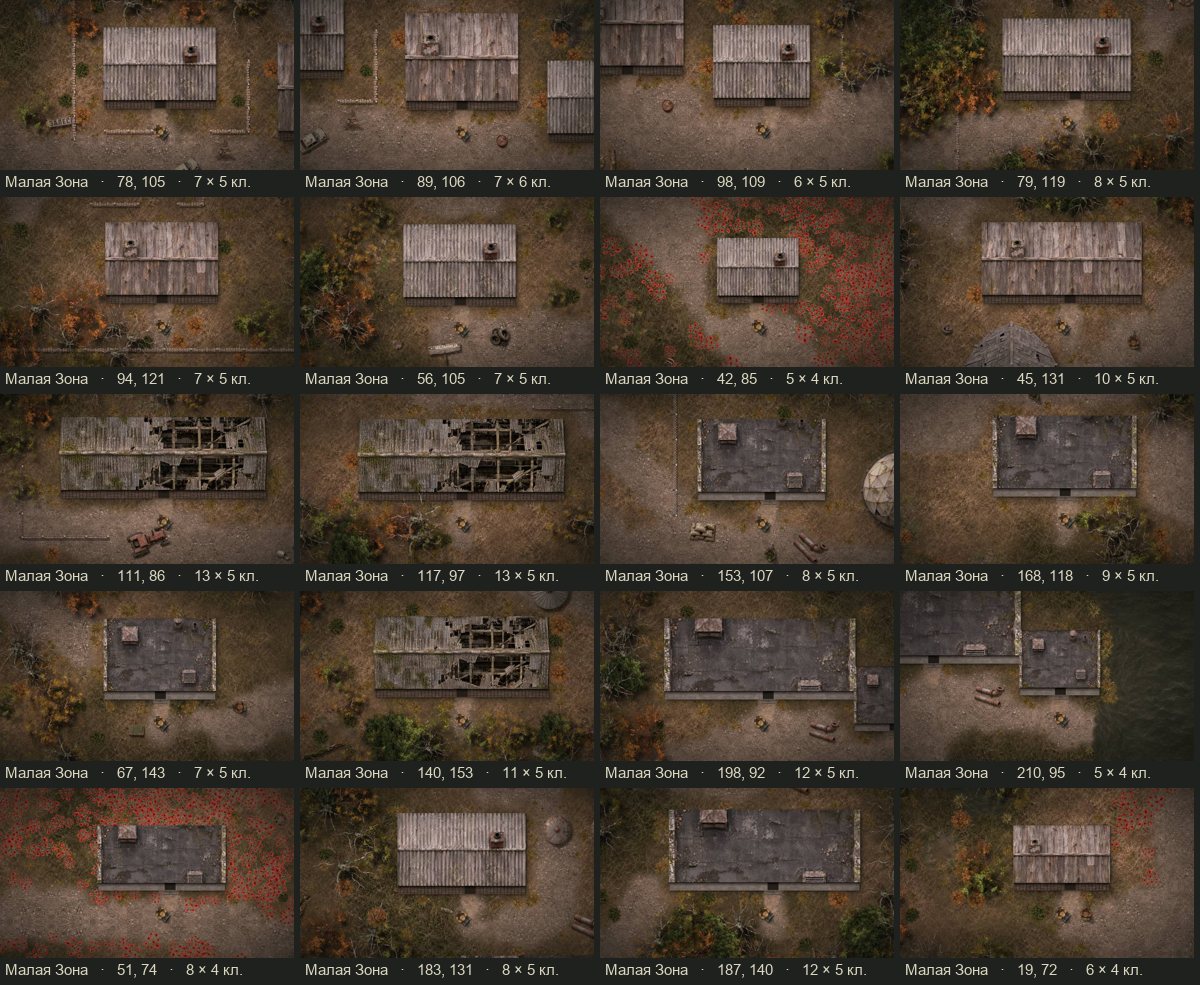 Малая Зона · 78, 105 · 7 × 5 кл.
Малая Зона · 89, 106 · 7 × 6 кл.
Малая Зона · 98, 109 · 6 × 5 кл.
Малая Зона · 79, 119 · 8 × 5 кл.
Малая Зона · 94, 121 · 7 × 5 кл.
Малая Зона · 56, 105 · 7 × 5 кл.
Малая Зона · 42, 85 · 5 × 4 кл.
Малая Зона · 45, 131 · 10 × 5 кл.
Малая Зона · 111, 86 · 13 × 5 кл.
Малая Зона · 117, 97 · 13 × 5 кл.
Малая Зона · 153, 107 · 8 × 5 кл.
Малая Зона · 168, 118 · 9 × 5 кл.
Малая Зона · 67, 143 · 7 × 5 кл.
Малая Зона · 140, 153 · 11 × 5 кл.
Малая Зона · 198, 92 · 12 × 5 кл.
Малая Зона · 210, 95 · 5 × 4 кл.
Малая Зона · 51, 74 · 8 × 4 кл.
Малая Зона · 183, 131 · 8 × 5 кл.
Малая Зона · 187, 140 · 12 × 5 кл.
Малая Зона · 19, 72 · 6 × 4 кл.